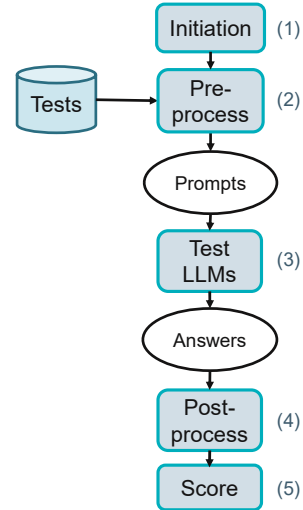 Initiation (1)
Tests
Pre-
process
(2)
Prompts
Test
LLMs
(3)
Answers
Post-
process
(4)
Score (5)